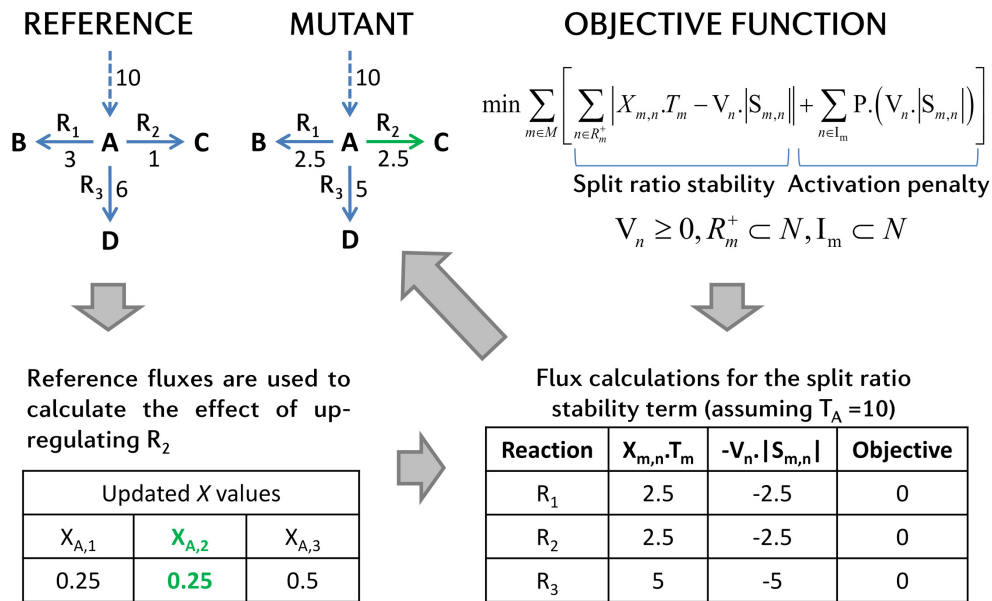 REFERENCE
10
R1 R2
B A C
3 1
R3 6
D
MUTANT
10
R1 R2
B A C
2.5 2.5
R3 5
D
OBJECTIVE FUNCTION
min ∑m∈M [ ∑n∈Rm+ |Xm,n.Tm − Vn.|Sm,n|| + ∑n∈Im P.(Vn.|Sm,n|) ]
Split ratio stability Activation penalty
Vn ≥ 0, Rm+ ⊂ N, Im ⊂ N
Reference fluxes are used to
calculate the effect of up-
regulating R2
Updated X values
XA,1 XA,2 XA,3
0.25 0.25 0.5
Flux calculations for the split ratio
stability term (assuming TA =10)
Reaction Xm,n.Tm -Vn.|Sm,n| Objective
R1 2.5 -2.5 0
R2 2.5 -2.5 0
R3 5 -5 0